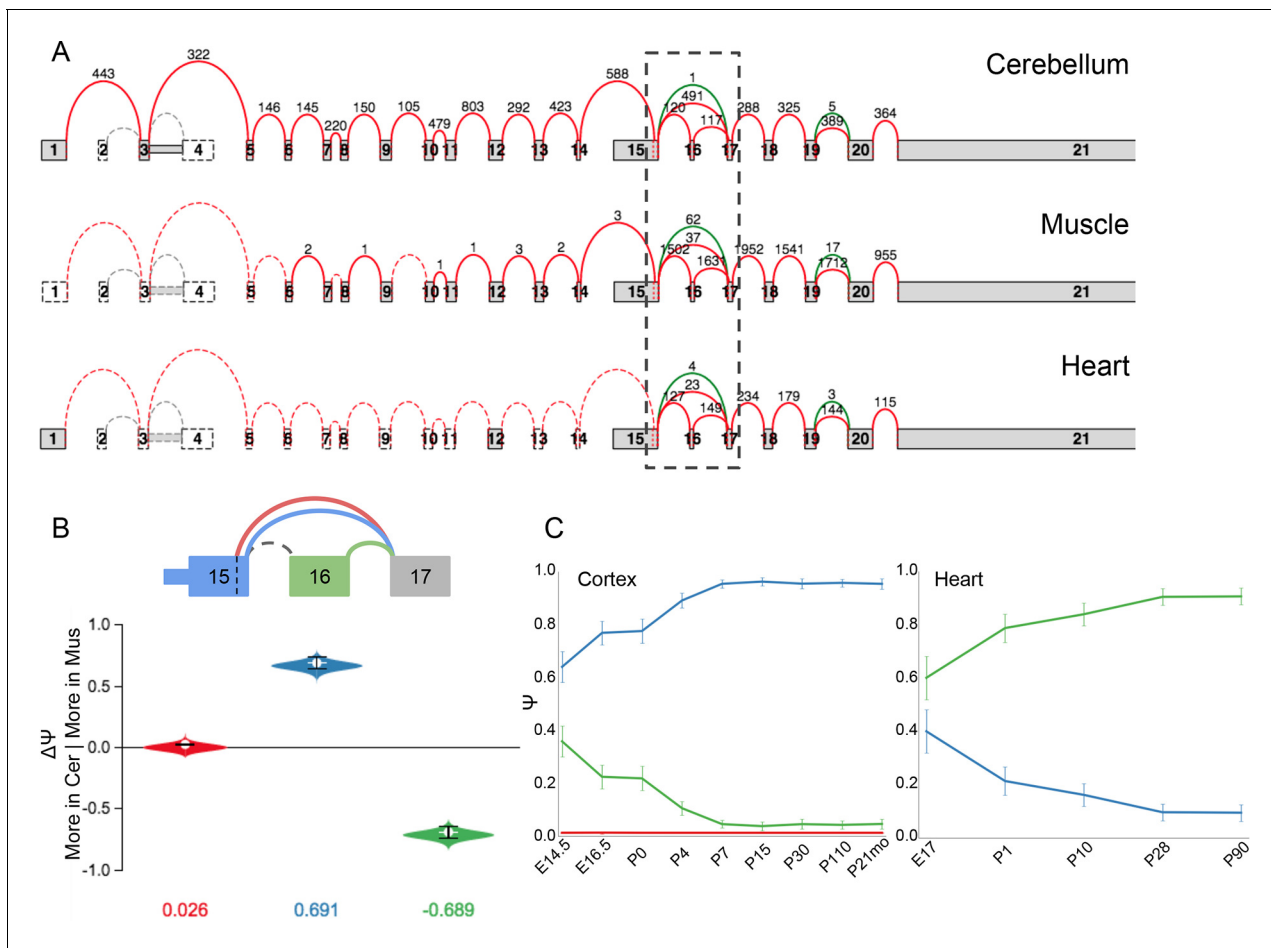 A
Cerebellum
443 322 146 145 220 150 105 479 803 292 423 588 1 491 120 117 288 325 5 389 364
1 2 3 4 5 6 7 8 9 10 11 12 13 14 15 16 17 18 19 20 21
Muscle
2 1 1 1 3 2 3 62 37 1502 1631 1952 1541 17 1712 955
1 2 3 4 5 6 7 8 9 10 11 12 13 14 15 16 17 18 19 20 21
Heart
4 23 127 149 234 179 3 144 115
1 2 3 4 5 6 7 8 9 10 11 12 13 14 15 16 17 18 19 20 21
B
15 16 17
ΔΨ
More in Cer | More in Mus
1.0
0.5
0.0
-0.5
-1.0
0.026 0.691 -0.689
C
Cortex
Ψ
1.0
0.8
0.6
0.4
0.2
0.0
E14.5 E16.5 P0 P4 P7 P15 P30 P110 P21mo
Heart
1.0
0.8
0.6
0.4
0.2
0.0
E17 P1 P10 P28 P90